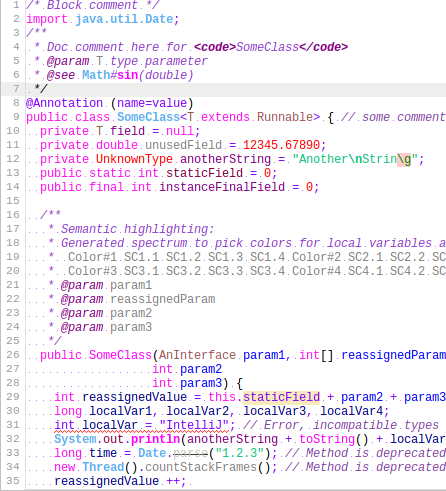 1 /* Block comment */
2 import java.util.Date;
3 /**
4 * Doc comment here for <code>SomeClass</code>
5 * @param T type parameter
6 * @see Math#sin(double)
7 */
8 @Annotation (name=value)
9 public class SomeClass<T extends Runnable> { // some comment
10 private T field = null;
11 private double unusedField = 12345.67890;
12 private UnknownType anotherString = "Another\nStrin\g";
13 public static int staticField = 0;
14 public final int instanceFinalField = 0;
15
16 /**
17 * Semantic highlighting:
18 * Generated spectrum to pick colors for local variables a
19 * Color#1 SC1.1 SC1.2 SC1.3 SC1.4 Color#2 SC2.1 SC2.2 SC
20 * Color#3 SC3.1 SC3.2 SC3.3 SC3.4 Color#4 SC4.1 SC4.2 SC
21 * @param param1
22 * @param reassignedParam
23 * @param param2
24 * @param param3
25 */
26 public SomeClass(AnInterface param1, int[] reassignedParam
27 int param2
28 int param3) {
29 int reassignedValue = this.staticField + param2 + param3
30 long localVar1, localVar2, localVar3, localVar4;
31 int localVar = "IntelliJ"; // Error, incompatible types
32 System.out.println(anotherString + toString() + localVar
33 long time = Date.parse("1.2.3"); // Method is deprecated
34 new Thread().countStackFrames(); // Method is deprecated
35 reassignedValue ++;